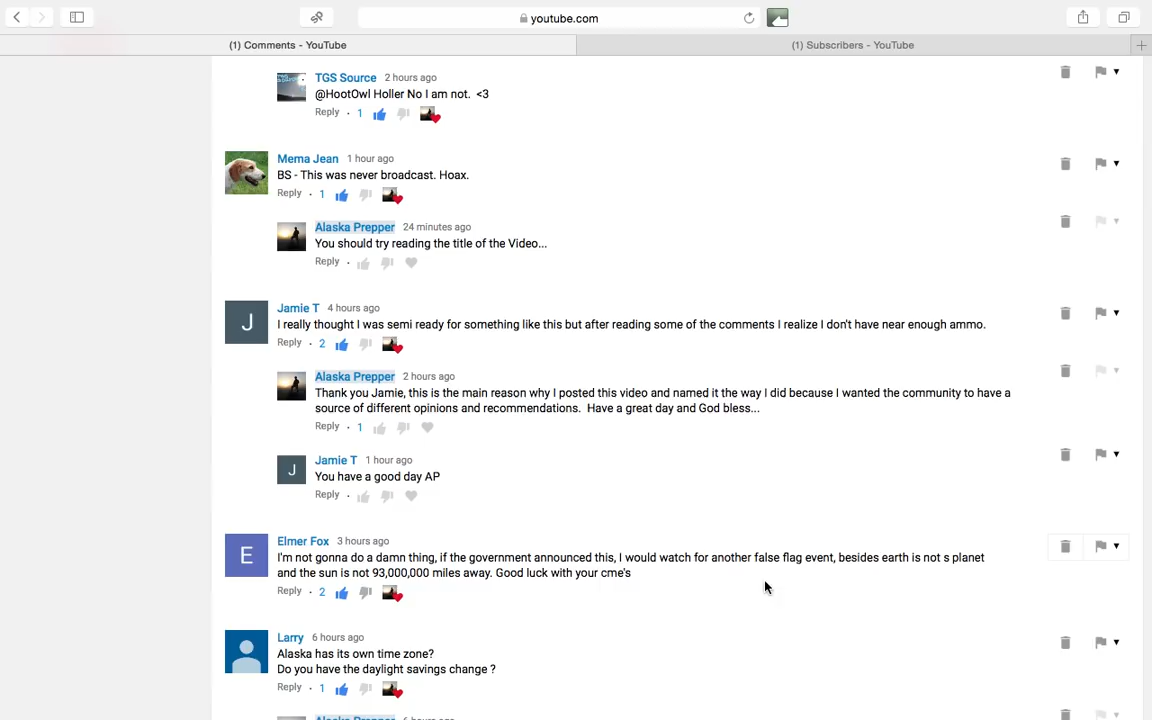 youtube.com
(1) Comments - YouTube
(1) Subscribers - YouTube
TGS Source 2 hours ago
@HootOwl Holler No I am not. <3
Reply · 1
Mema Jean 1 hour ago
BS - This was never broadcast. Hoax.
Reply · 1
Alaska Prepper 24 minutes ago
You should try reading the title of the Video...
Reply ·
Jamie T 4 hours ago
I really thought I was semi ready for something like this but after reading some of the comments I realize I don't have near enough ammo.
Reply · 2
Alaska Prepper 2 hours ago
Thank you Jamie, this is the main reason why I posted this video and named it the way I did because I wanted the community to have a
source of different opinions and recommendations. Have a great day and God bless...
Reply · 1
J
Jamie T 1 hour ago
You have a good day AP
Reply ·
J
Elmer Fox 3 hours ago
I'm not gonna do a damn thing, if the government announced this, I would watch for another false flag event, besides earth is not s planet
and the sun is not 93,000,000 miles away. Good luck with your cme's
Reply · 2
E
Larry 6 hours ago
Alaska has its own time zone?
Do you have the daylight savings change ?
Reply · 1
Alaska Prepper 6 hours ago